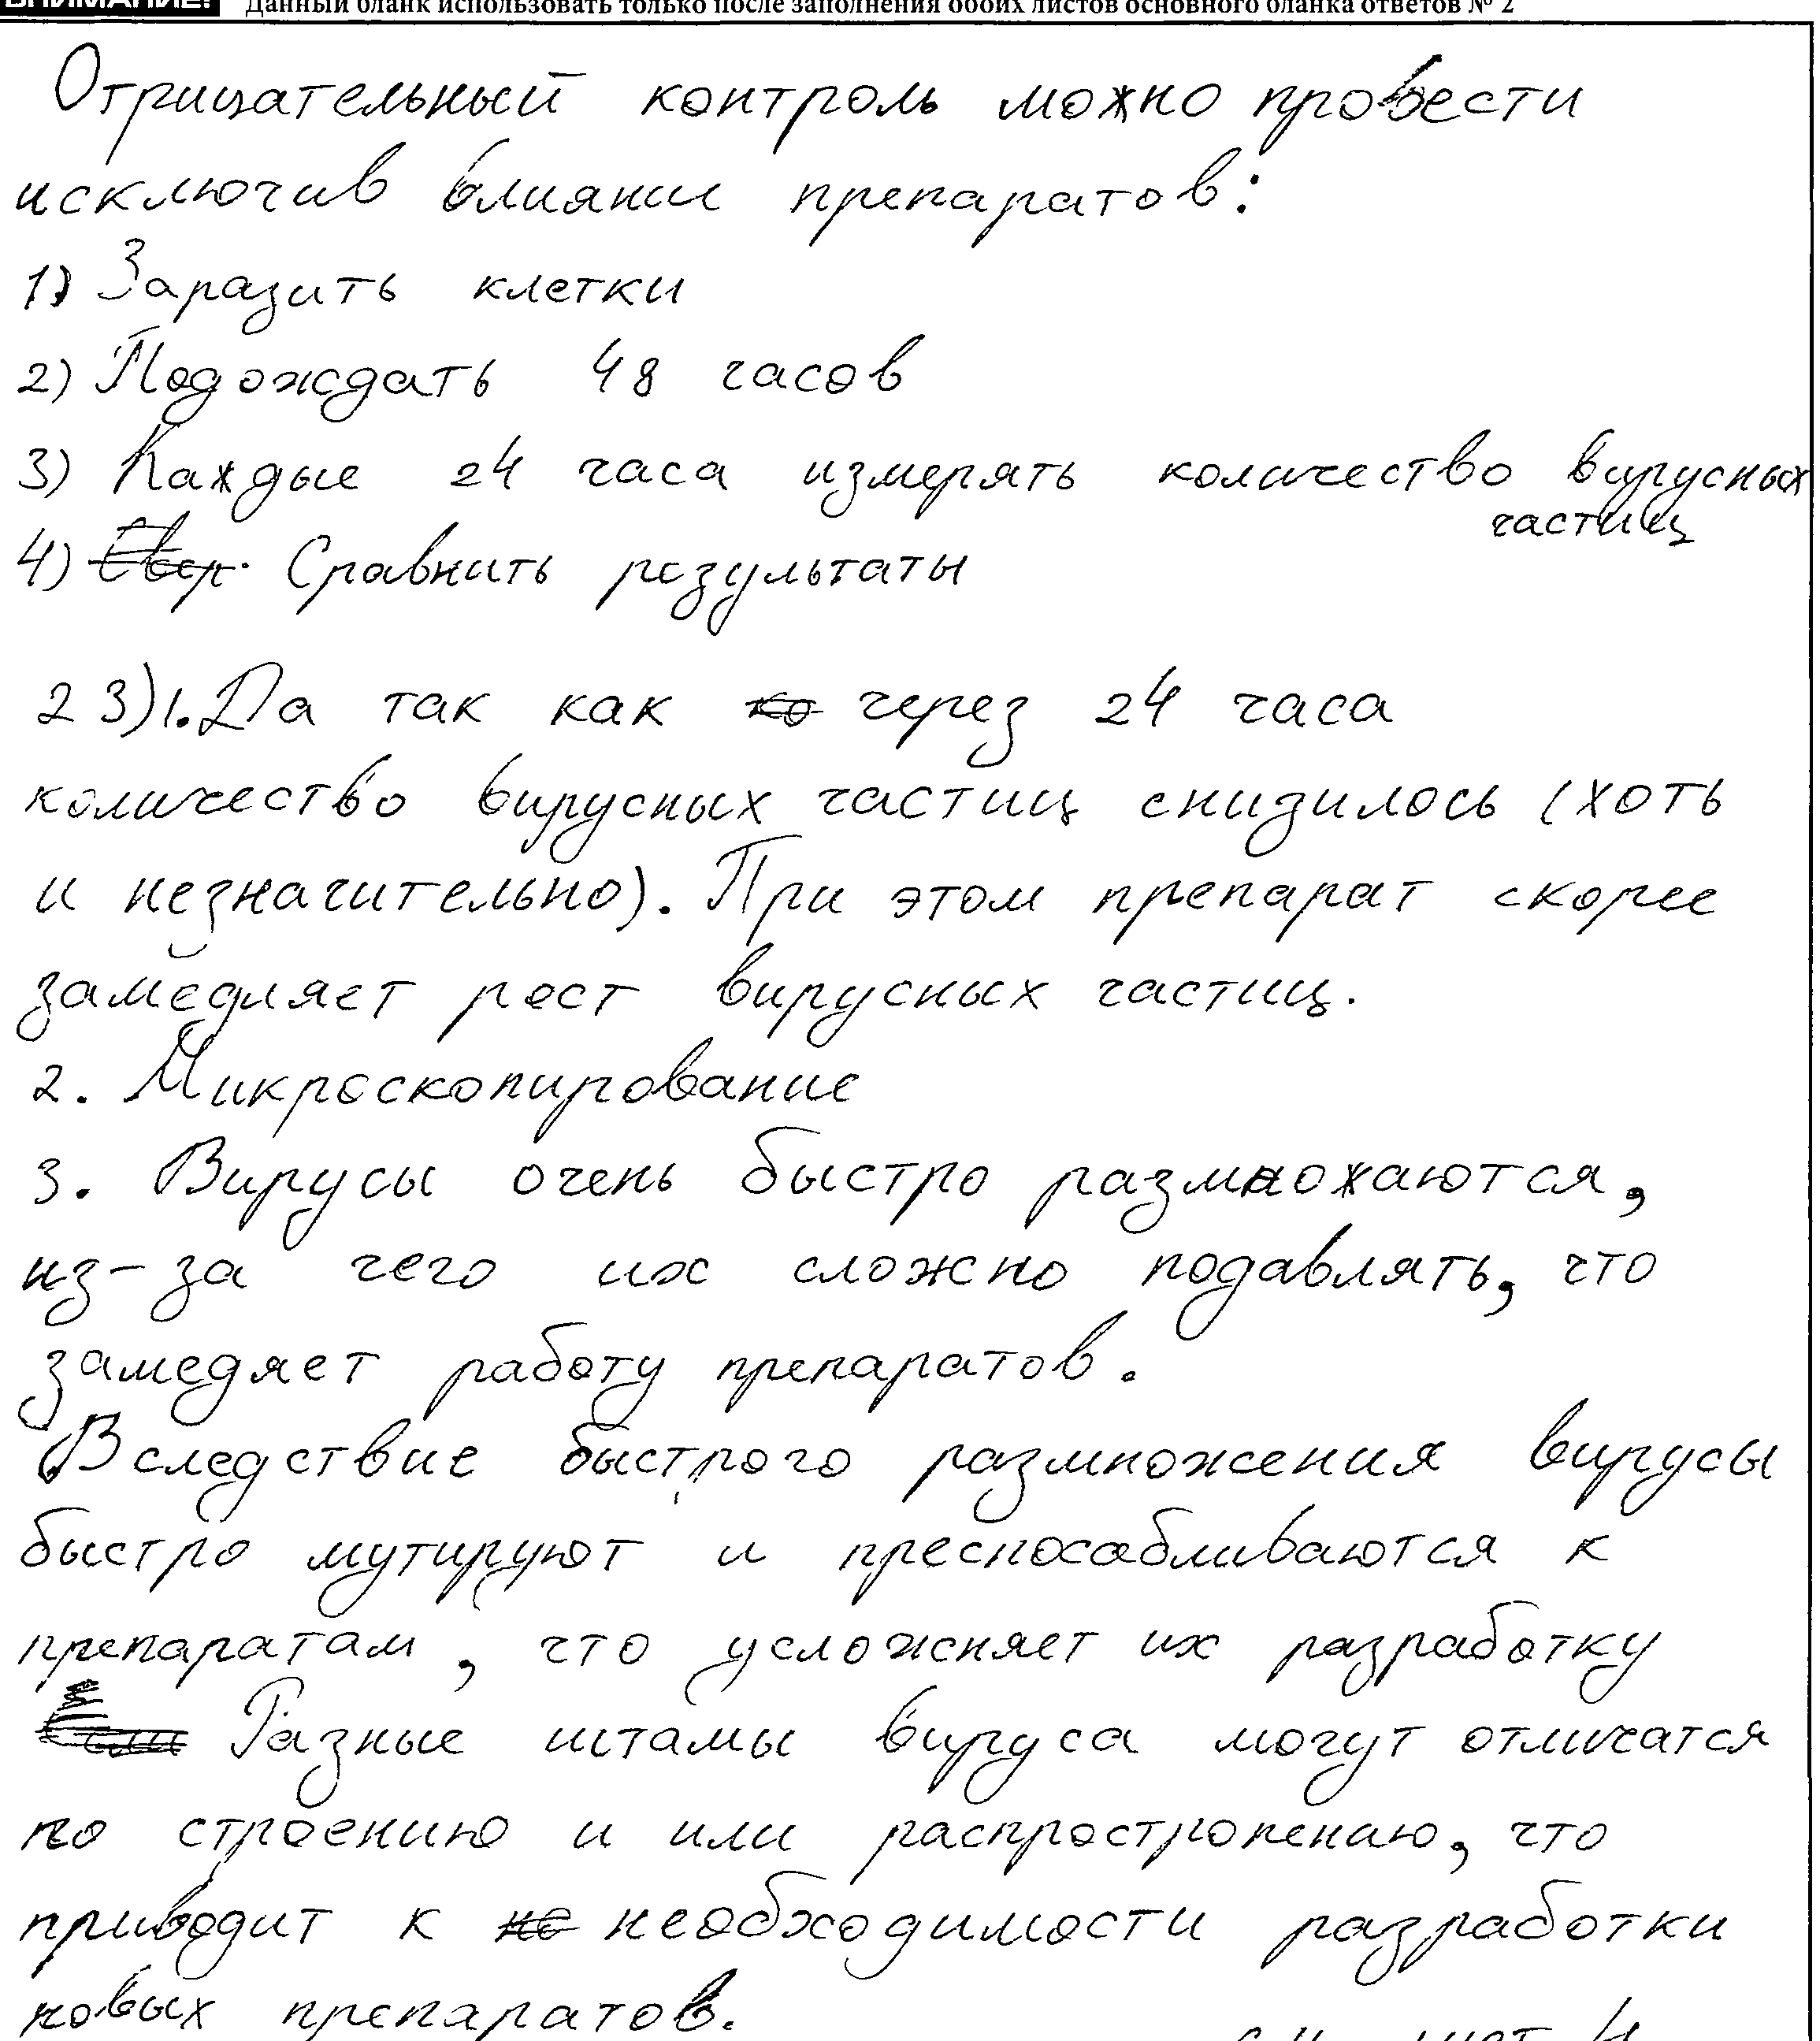 ВНИМАНИЕ! Данный бланк использовать только после заполнения обоих листов основного бланка ответов № 2
Отрицательный контроль можно провести
исключив влияни препаратов:
1) Заразить клетки
2) Подождать 48 часов
3) Каждые 24 часа измерять количество вирусных
частиц
4) Сравнить результаты
23) 1. Да так как через 24 часа
количество вирусных частиц снизилось (хоть
и незначительно). При этом препарат скорее
замедляет рост вирусных частиц.
2. Микроскопирование
3. Вирусы очень быстро размножаются,
из-за чего их сложно подавлять, что
замедяет работу препаратов.
Вследствие быстрого размножения вирусы
быстро мутируют и преспосабливаются к
препаратам, что усложняет их разработку
Разные штамы вируса могут отличатся
по строению и или распростронению, что
приводит к необходимости разработки
новых препаратов.